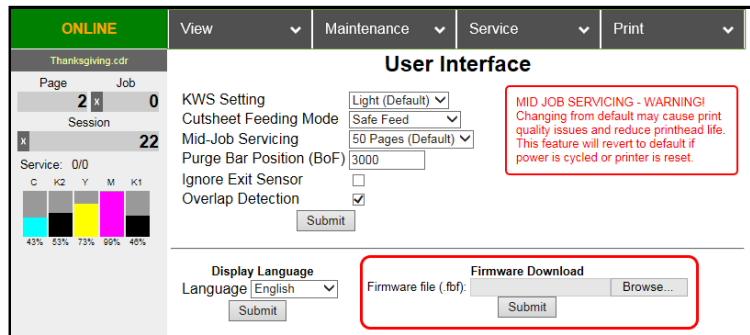 ONLINE
View
Maintenance
Service
Print
Thanksgiving.cdr
Page Job
2 x 0
Session
x 22
Service: 0/0
C K2 Y M K1
43% 53% 73% 99% 46%
User Interface
KWS Setting Light (Default)
Cutsheet Feeding Mode Safe Feed
Mid-Job Servicing 50 Pages (Default)
Purge Bar Position (BoF) 3000
Ignore Exit Sensor
Overlap Detection
Submit
MID JOB SERVICING - WARNING!
Changing from default may cause print
quality issues and reduce printhead life.
This feature will revert to default if
power is cycled or printer is reset.
Display Language
Language English
Submit
Firmware Download
Firmware file (.fbf): Browse...
Submit